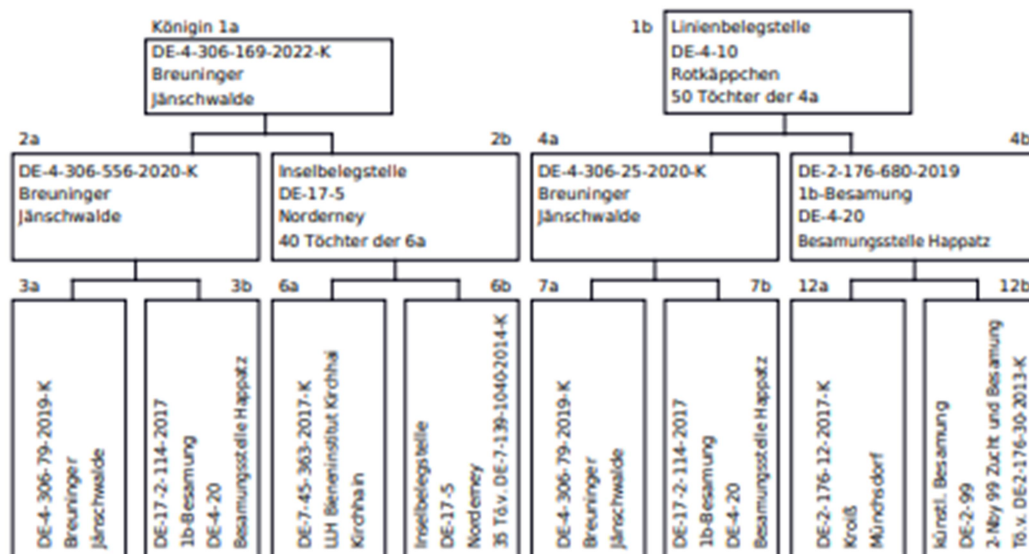 Königin 1a
DE-4-306-169-2022-K
Breuninger
Jänschwalde
1b
Linienbelegstelle
DE-4-10
Rotkäppchen
50 Töchter der 4a
2a
DE-4-306-556-2020-K
Breuninger
Jänschwalde
2b
Inselbelegstelle
DE-17-5
Norderney
40 Töchter der 6a
4a
DE-4-306-25-2020-K
Breuninger
Jänschwalde
4b
DE-2-176-680-2019
1b-Besamung
DE-4-20
Besamungsstelle Happatz
3a
DE-4-306-79-2019-K
Breuninger
Jänschwalde
3b
DE-17-2-114-2017
1b-Besamung
DE-4-20
Besamungsstelle Happatz
6a
DE-7-45-363-2017-K
LLH Bieneninstitut Kirchhai
Kirchhain
6b
Inselbelegstelle
DE-17-5
Norderney
35 Tö.v. DE-7-139-1040-2014-K
7a
DE-4-306-79-2019-K
Breuninger
Jänschwalde
7b
DE-17-2-114-2017
1b-Besamung
DE-4-20
Besamungsstelle Happatz
12a
DE-2-176-12-2017-K
Kroiß
Münchsdorf
12b
künstl. Besamung
DE-2-99
2-Nby 99 Zucht und Besamung
Tö.v. DE-2-176-30-2013-K